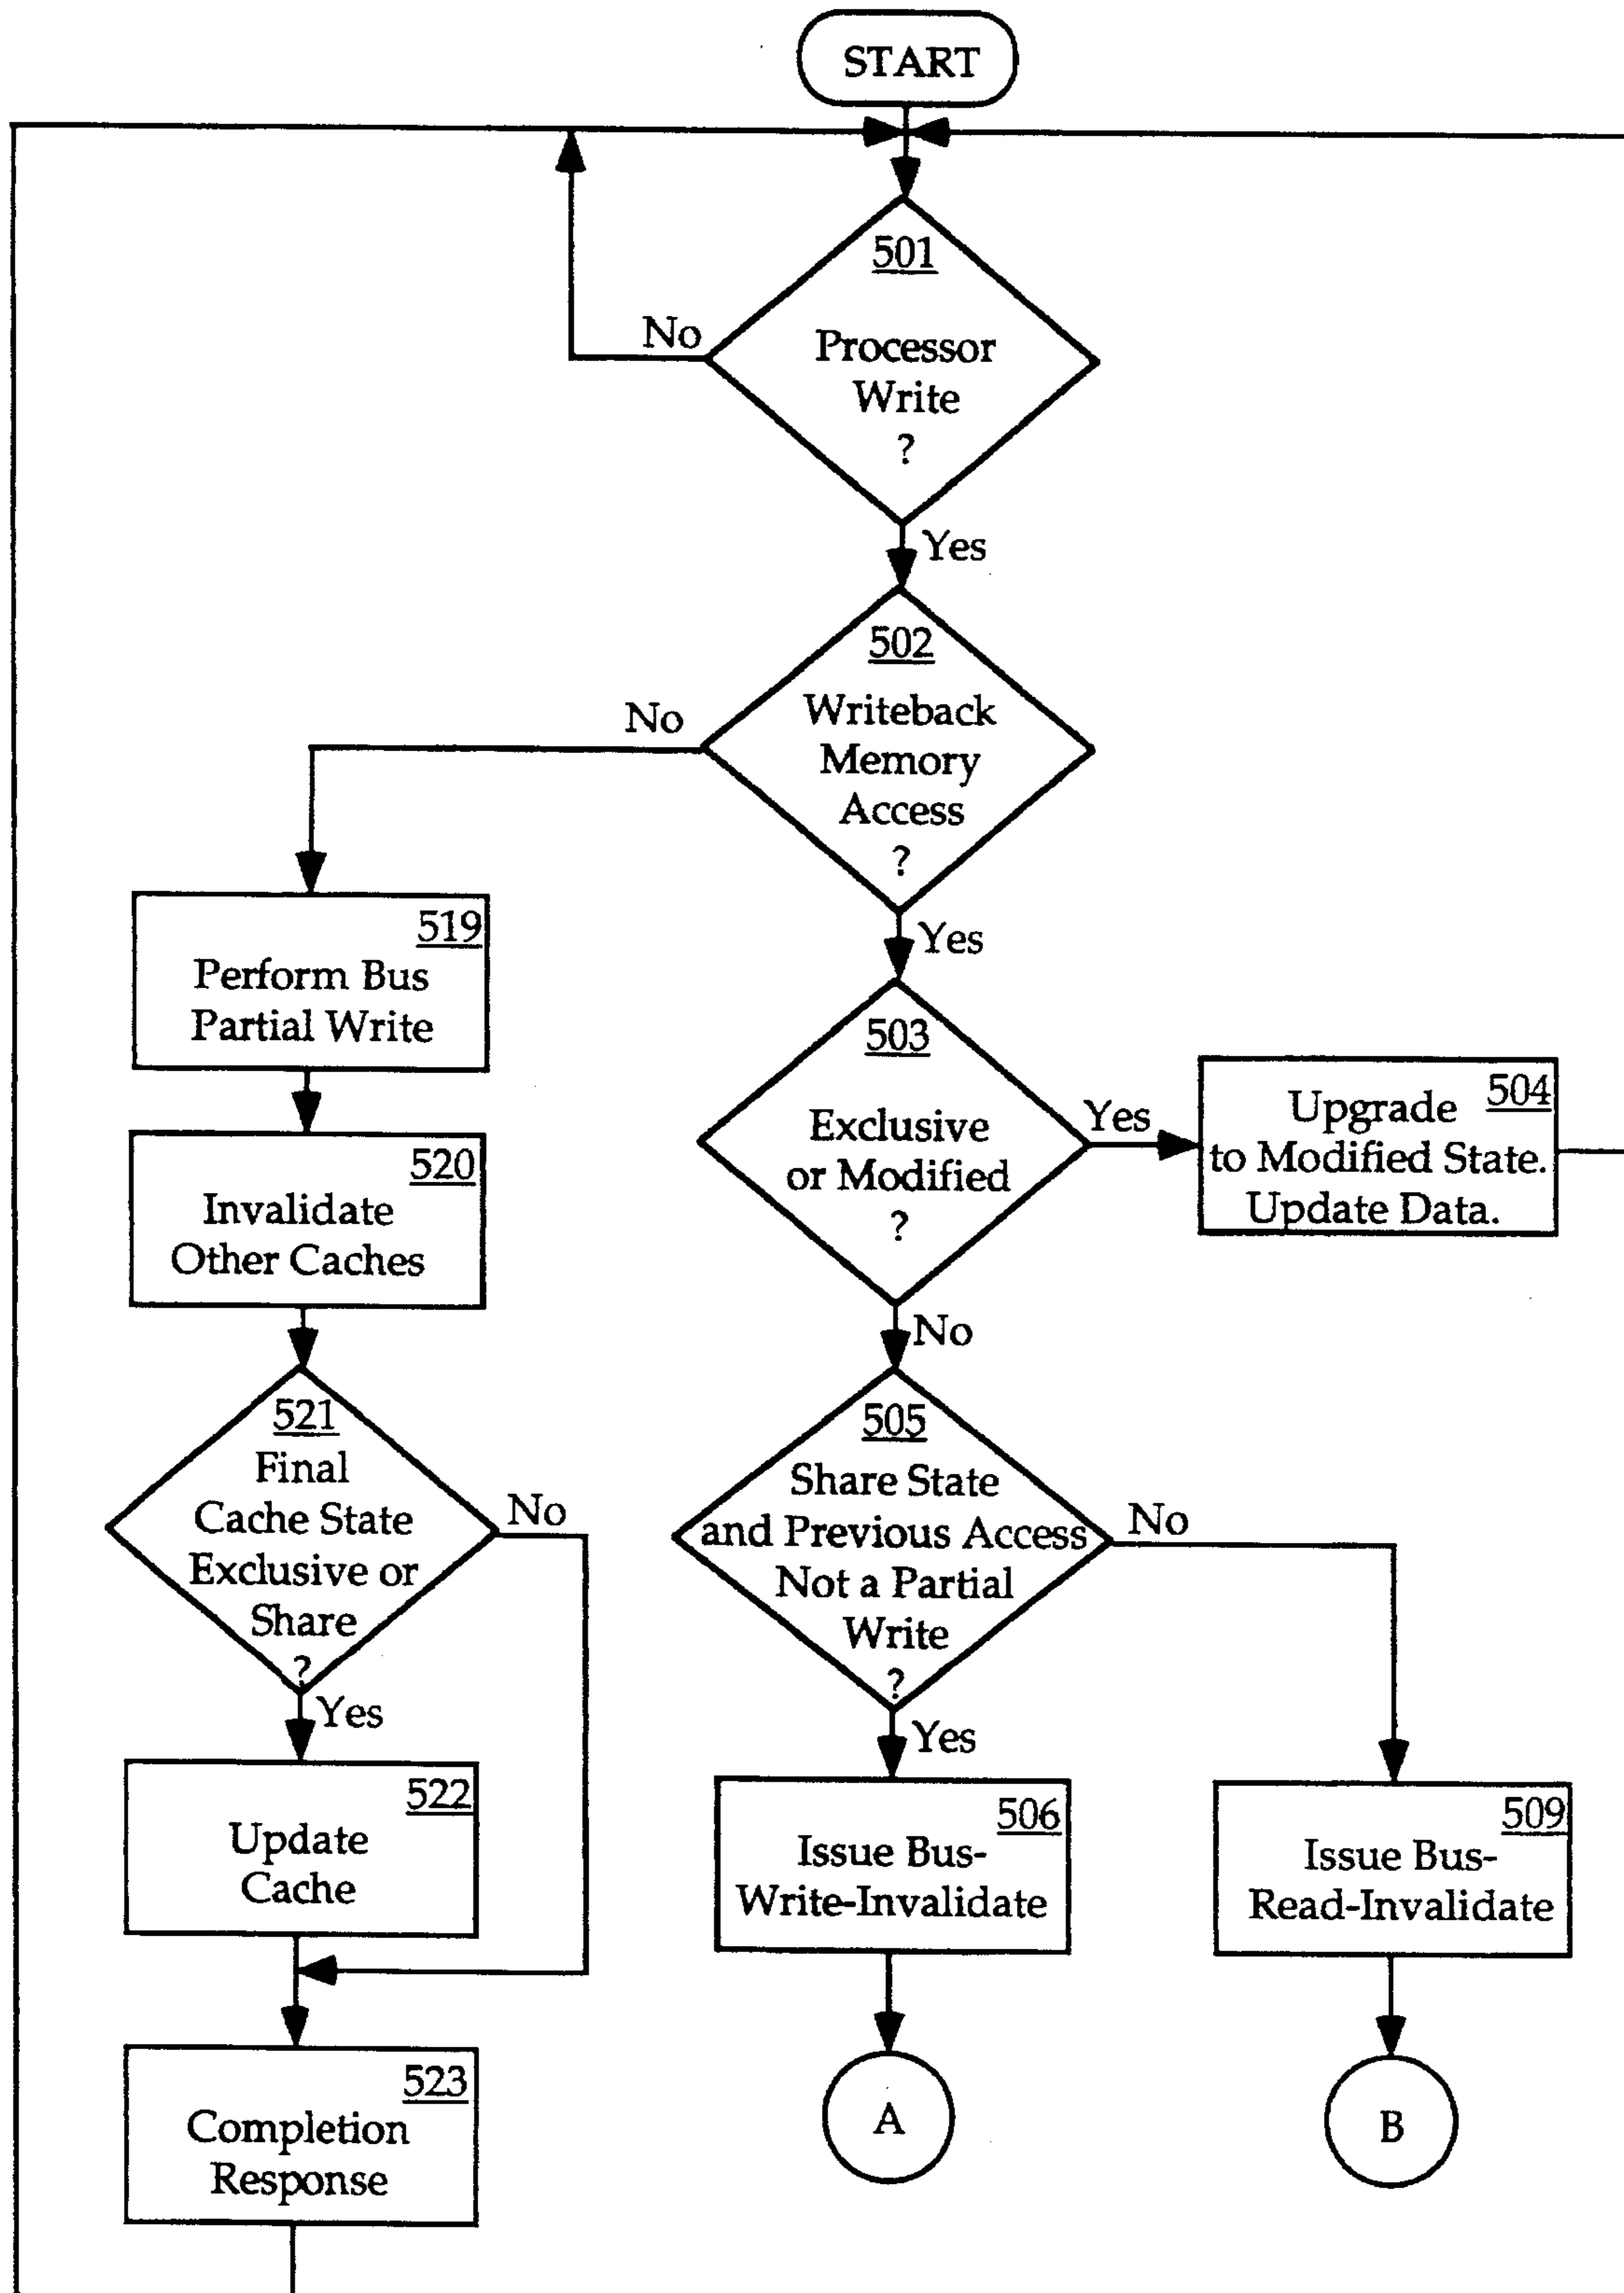 START
501
Processor
Write
?
No
Yes
502
Writeback
Memory
Access
?
No
Yes
519
Perform Bus
Partial Write
503
Exclusive
or Modified
?
Yes
No
504
Upgrade
to Modified State.
Update Data.
520
Invalidate
Other Caches
521
Final
Cache State
Exclusive or
Share
?
No
Yes
505
Share State
and Previous Access
Not a Partial
Write
?
No
Yes
522
Update
Cache
506
Issue Bus-
Write-Invalidate
509
Issue Bus-
Read-Invalidate
523
Completion
Response
A
B